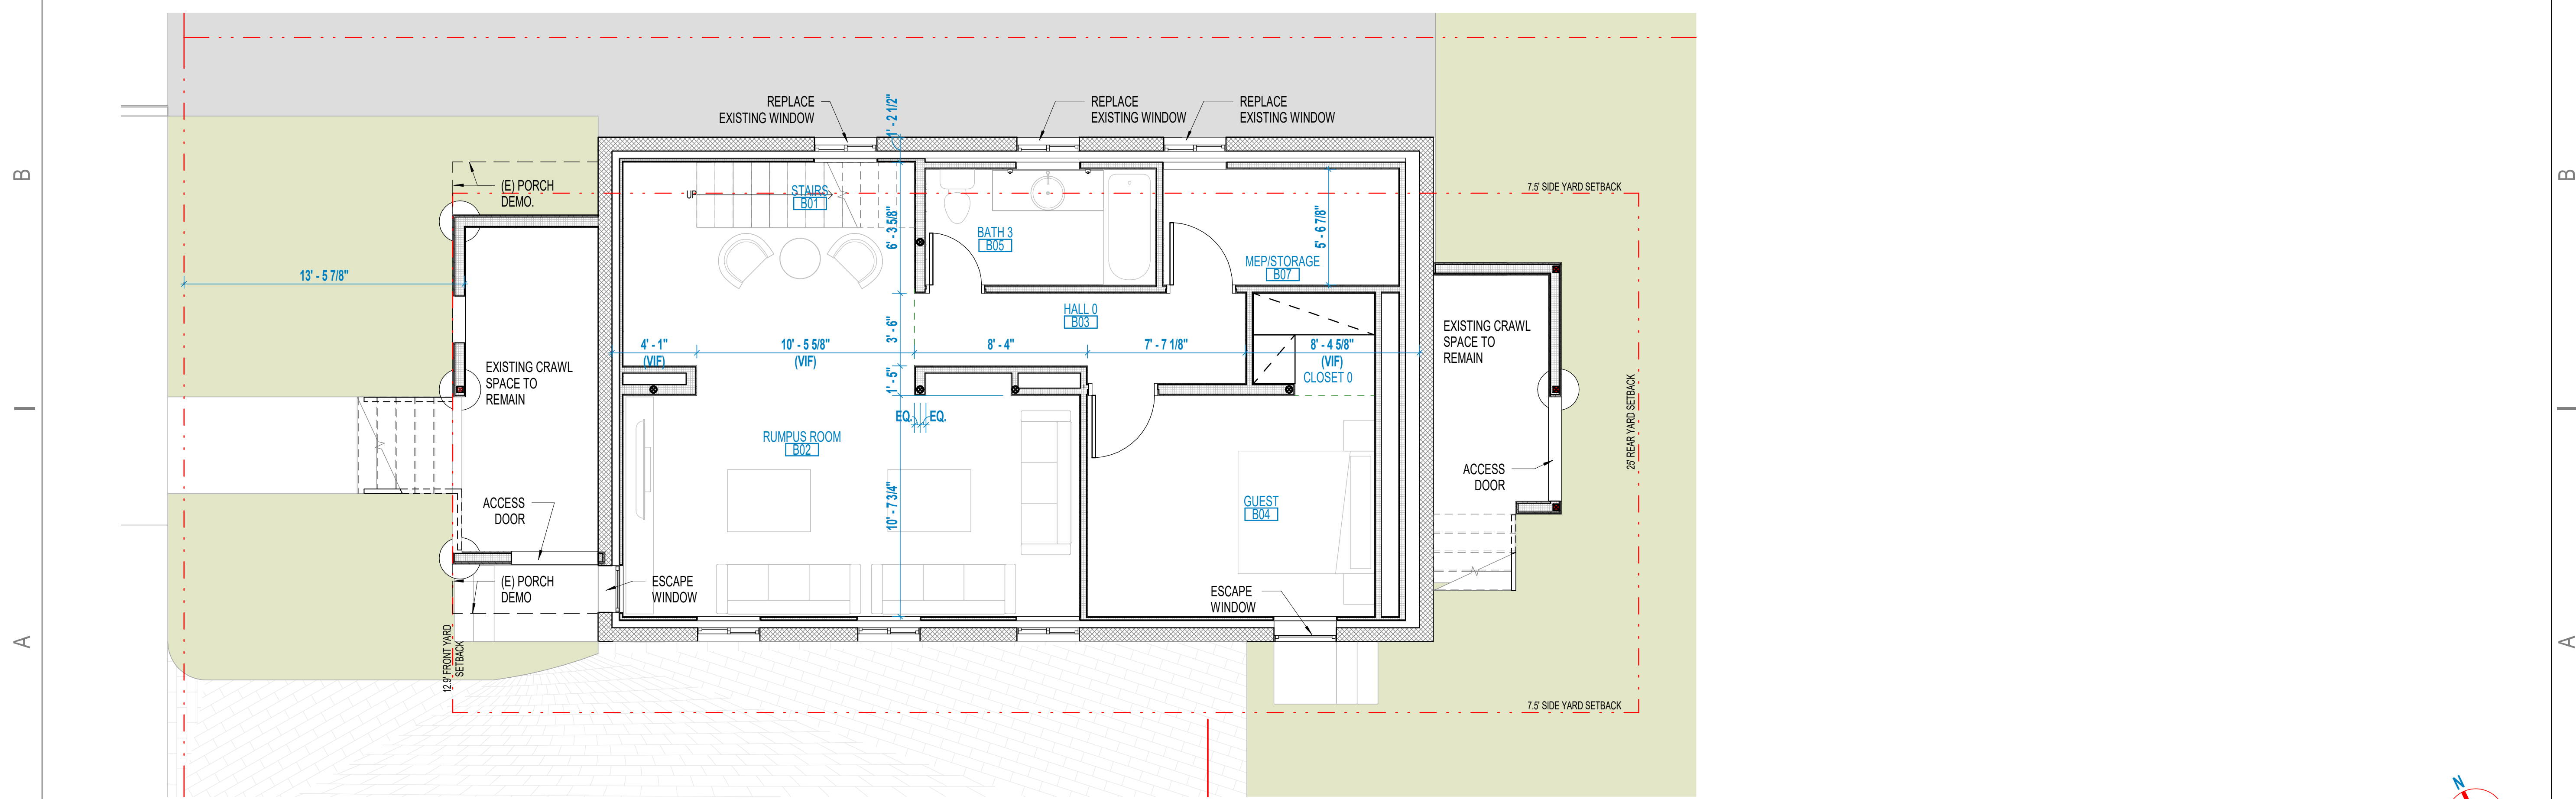 REPLACE
EXISTING WINDOW
1' - 2 1/2"
REPLACE
EXISTING WINDOW
REPLACE
EXISTING WINDOW
B
B
(E) PORCH
DEMO.
UP
STAIRS
B01
7.5' SIDE YARD SETBACK
6' - 3 5/8"
BATH 3
B05
5' - 6 7/8"
MEP/STORAGE
B07
13' - 5 7/8"
HALL 0
B03
3' - 6"
EXISTING CRAWL
SPACE TO
REMAIN
4' - 1"
(VIF)
10' - 5 5/8"
(VIF)
8' - 4"
7' - 7 1/8"
8' - 4 5/8"
(VIF)
CLOSET 0
EXISTING CRAWL
SPACE TO
REMAIN
1' - 5"
EQ.
EQ.
25' REAR YARD SETBACK
RUMPUS ROOM
B02
ACCESS
DOOR
ACCESS
DOOR
10' - 7 3/4"
GUEST
B04
(E) PORCH
DEMO
ESCAPE
WINDOW
ESCAPE
WINDOW
A
A
12.9' FRONT YARD
SETBACK
7.5' SIDE YARD SETBACK
N